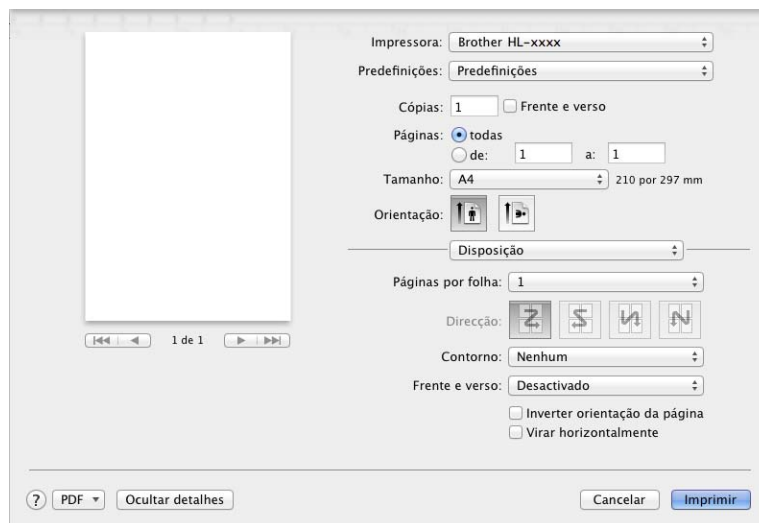 Impressora: Brother HL-xxxx
Predefinições: Predefinições
Cópias: 1 Frente e verso
Páginas: todas
de: 1 a: 1
Tamanho: A4 210 por 297 mm
Orientação:
Disposição
Páginas por folha: 1
Direcção:
Contorno: Nenhum
Frente e verso: Desactivado
Inverter orientação da página
Virar horizontalmente
1 de 1
? PDF Ocultar detalhes Cancelar Imprimir